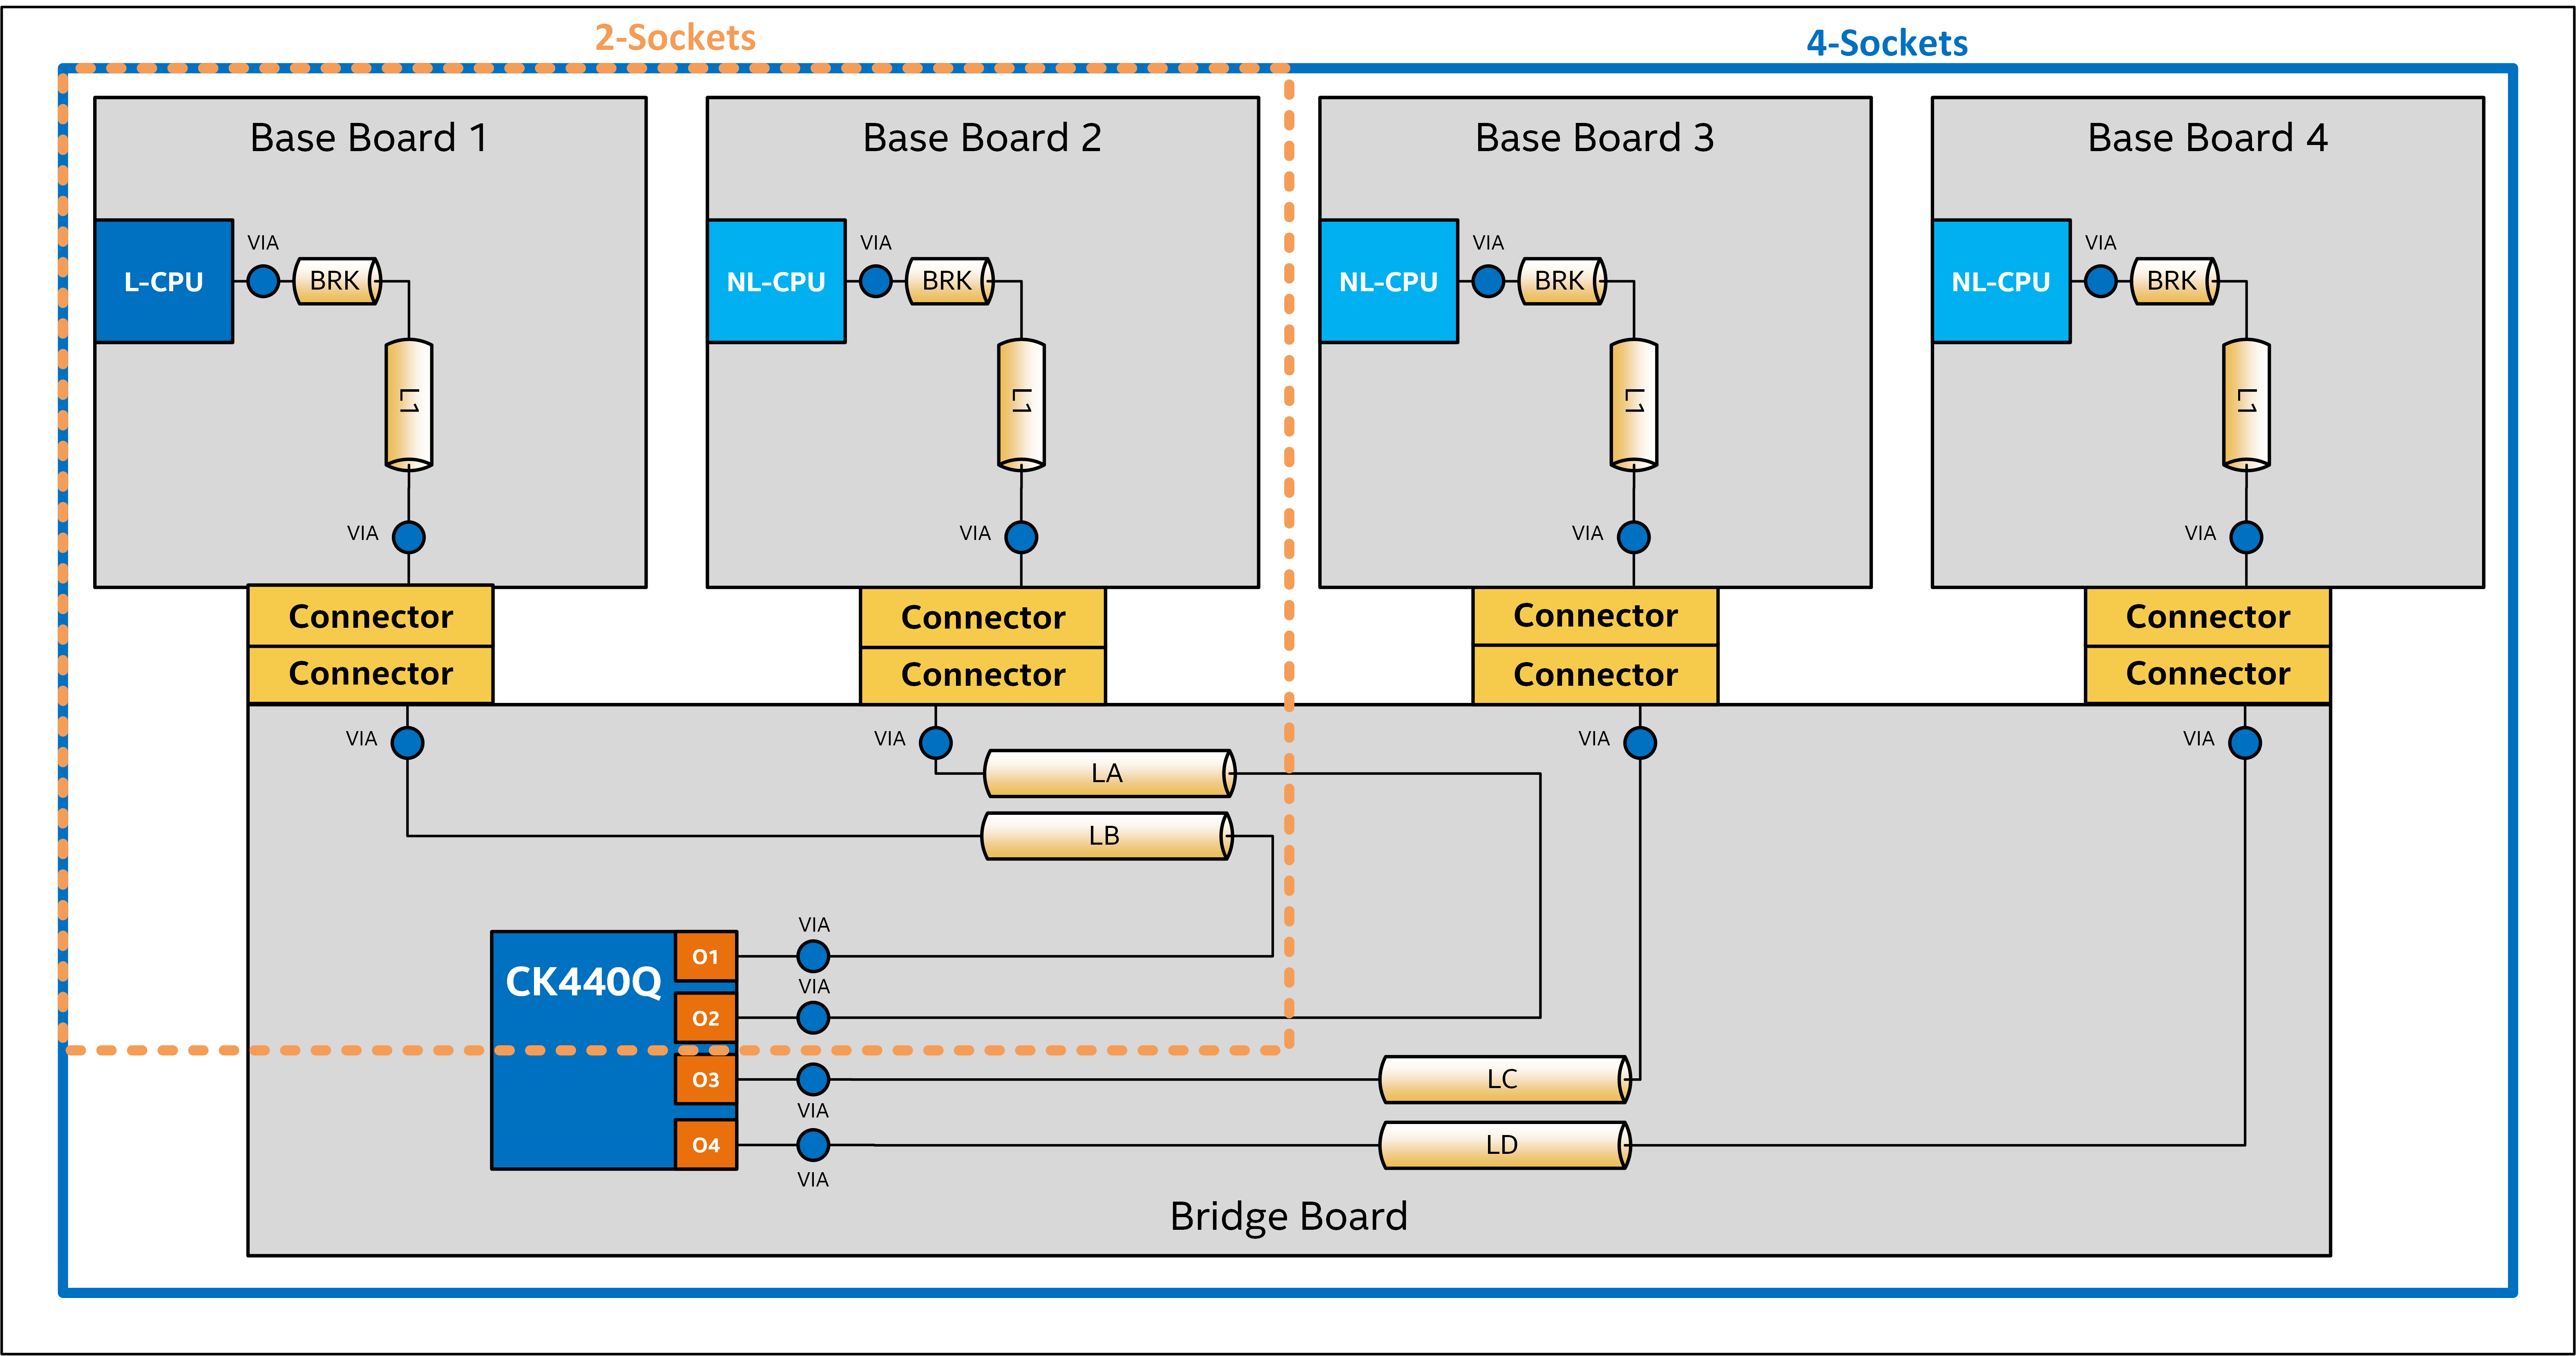 2-Sockets
4-Sockets
Base Board 1
Base Board 2
Base Board 3
Base Board 4
L-CPU
VIA
BRK
L1
VIA
NL-CPU
VIA
BRK
L1
VIA
NL-CPU
VIA
BRK
L1
VIA
NL-CPU
VIA
BRK
L1
VIA
Connector
Connector
Connector
Connector
Connector
Connector
Connector
Connector
VIA
VIA
VIA
VIA
LA
LB
CK440Q
O1
VIA
O2
VIA
O3
VIA
O4
VIA
LC
LD
Bridge Board